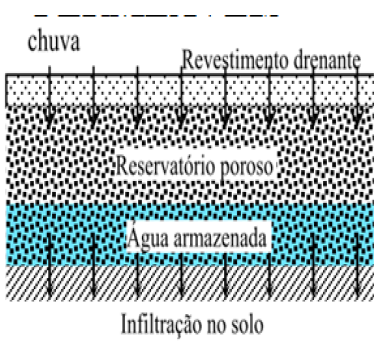 chuva
Revestimento drenante
Reservatório poroso
Água armazenada
Infiltração no solo